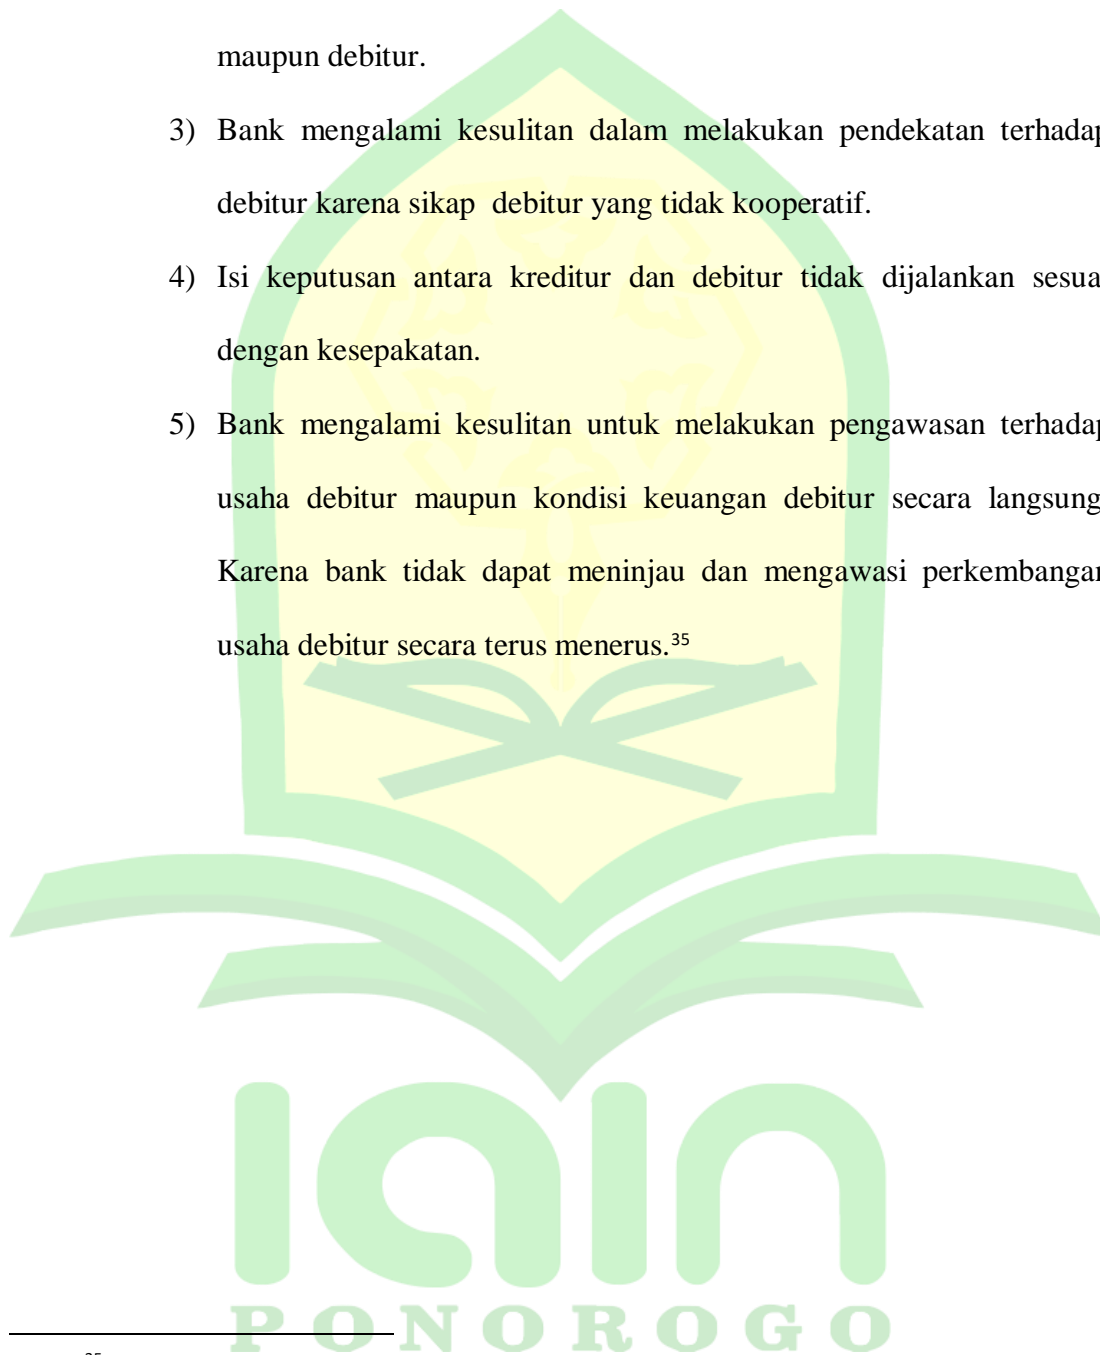 maupun debitur.
3) Bank mengalami kesulitan dalam melakukan pendekatan terhadap
debitur karena sikap debitur yang tidak kooperatif.
4) Isi keputusan antara kreditur dan debitur tidak dijalankan sesua
dengan kesepakatan.
5) Bank mengalami kesulitan untuk melakukan pengawasan terhadap
usaha debitur maupun kondisi keuangan debitur secara langsung
Karena bank tidak dapat meninjau dan mengawasi perkembangan
usaha debitur secara terus menerus.35
iain
PONOROGO
35